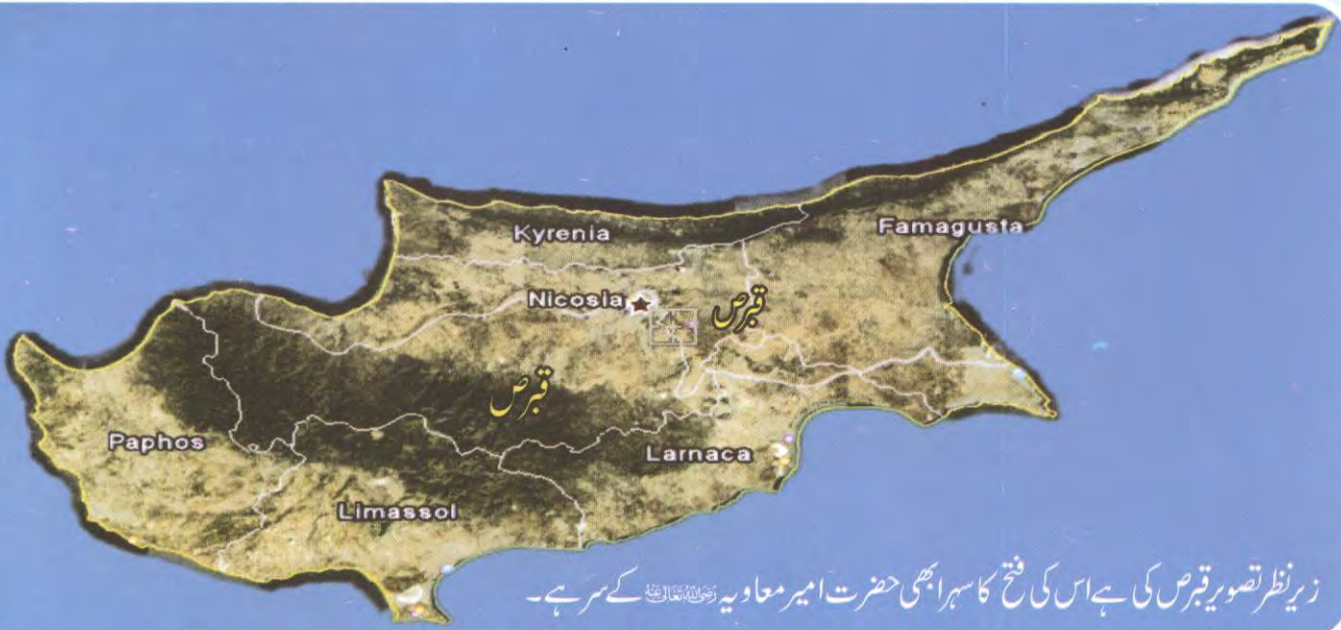 Kyrenia
Famagusta
Nicosia
قبرص
قبرص
Paphos
Larnaca
Limassol
زیر نظر تصویر قبرص کی ہے اس کی فتح کا سہرا بھی حضرت امیر معاویہ رضی اللہ تعالیٰ عنہ کے سر ہے۔